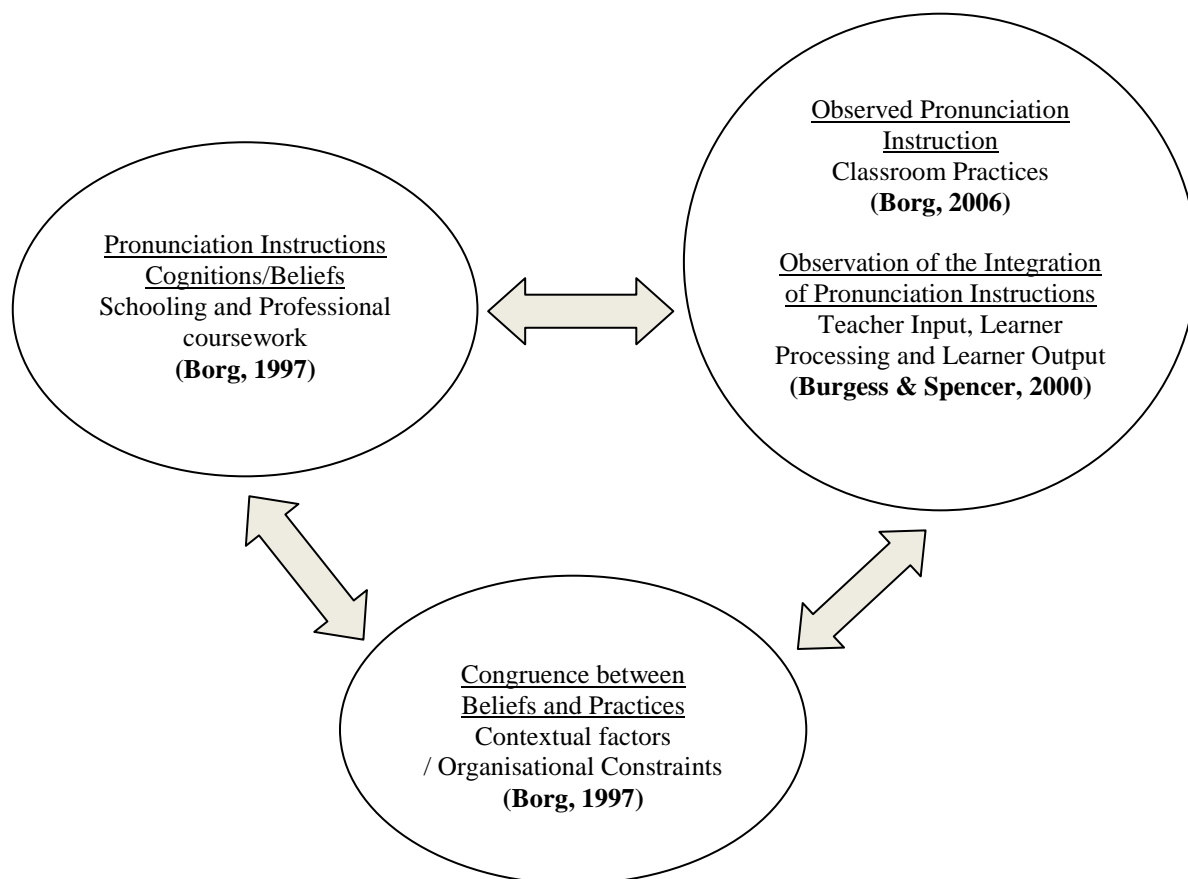 Pronunciation Instructions
Cognitions/Beliefs
Schooling and Professional
coursework
(Borg, 1997)
Observed Pronunciation
Instruction
Classroom Practices
(Borg, 2006)
Observation of the Integration
of Pronunciation Instructions
Teacher Input, Learner
Processing and Learner Output
(Burgess & Spencer, 2000)
Congruence between
Beliefs and Practices
Contextual factors
/ Organisational Constraints
(Borg, 1997)